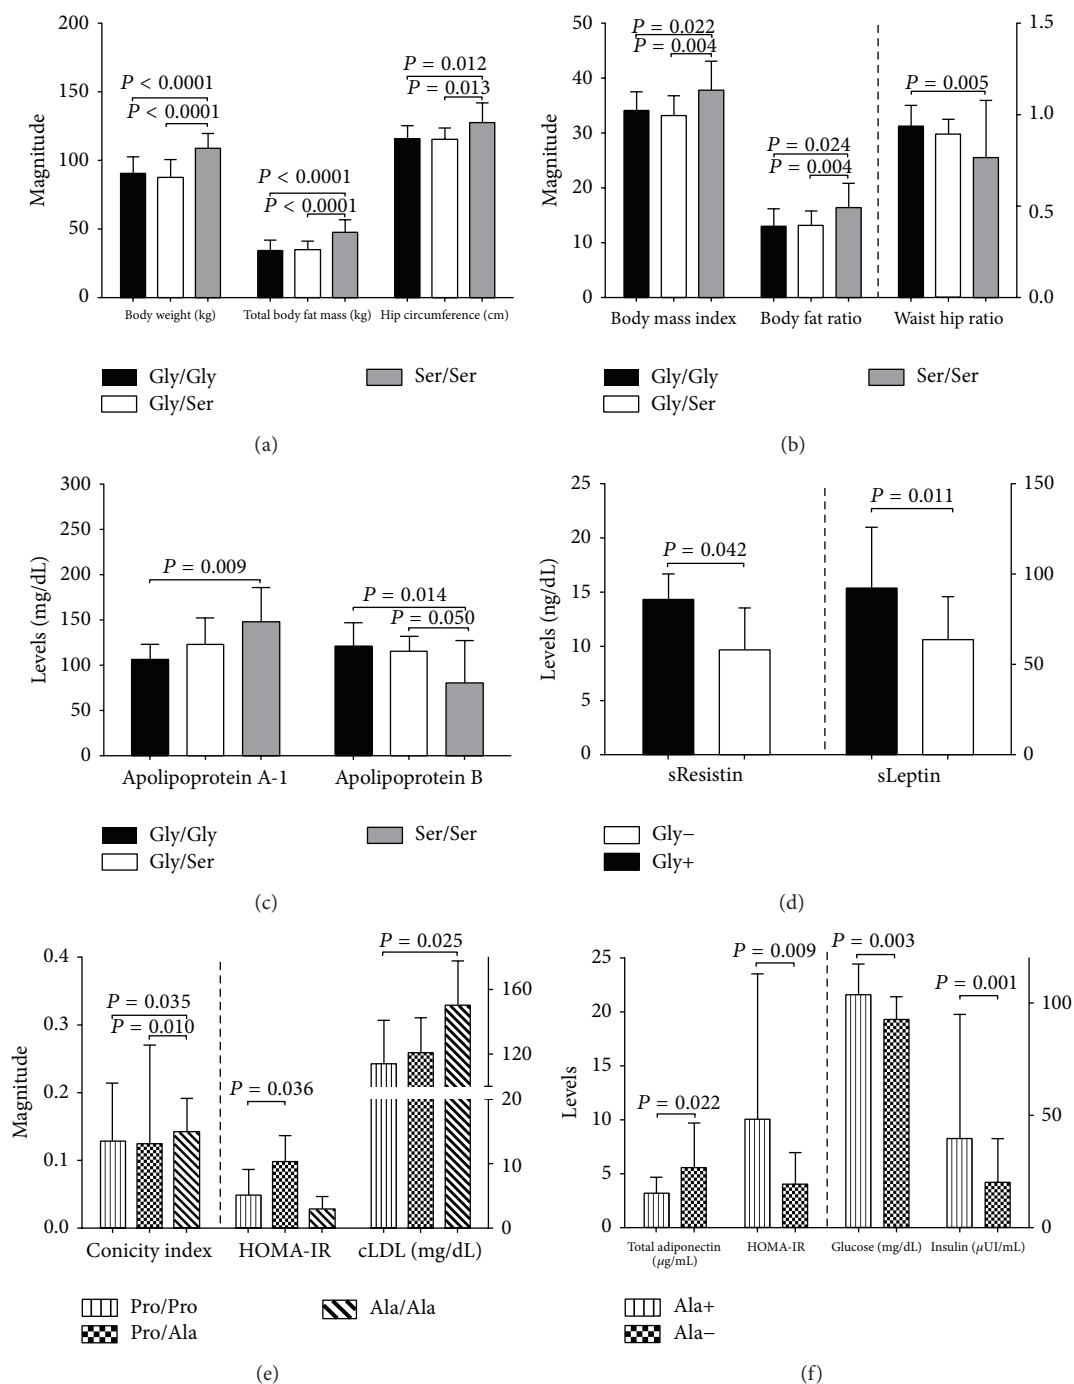 200
150
100
50
0
Magnitude
P < 0.0001
P < 0.0001
P < 0.0001
P < 0.0001
P = 0.012
P = 0.013
Body weight (kg) Total body fat mass (kg) Hip circumference (cm)
Gly/Gly
Gly/Ser
Ser/Ser
(a)
50
40
30
20
10
0
Magnitude
P = 0.022
P = 0.004
P = 0.024
P = 0.004
P = 0.005
1.5
1.0
0.5
0.0
Body mass index Body fat ratio Waist hip ratio
Gly/Gly
Gly/Ser
Ser/Ser
(b)
300
250
200
150
100
50
0
Levels (mg/dL)
P = 0.009
P = 0.014
P = 0.050
Apolipoprotein A-1 Apolipoprotein B
Gly/Gly
Gly/Ser
Ser/Ser
(c)
25
20
15
10
5
0
Levels (ng/dL)
P = 0.042
P = 0.011
150
100
50
0
sResistin sLeptin
Gly−
Gly+
(d)
0.4
0.3
0.2
0.1
0.0
Magnitude
P = 0.035
P = 0.010
P = 0.036
P = 0.025
160
120
20
10
0
Conicity index HOMA-IR cLDL (mg/dL)
Pro/Pro
Pro/Ala
Ala/Ala
(e)
25
20
15
10
5
0
Levels
P = 0.022
P = 0.009
P = 0.003
P = 0.001
100
50
0
Total adiponectin
(μg/mL)
HOMA-IR
Glucose (mg/dL)
Insulin (μUI/mL)
Ala+
Ala−
(f)